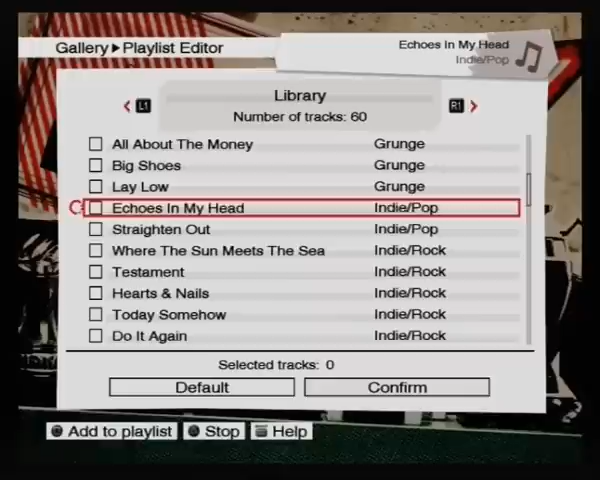 Gallery▶Playlist Editor
Echoes In My Head
Indie/Pop
Library
L1
R1
Number of tracks: 60
All About The Money Grunge
Big Shoes Grunge
Lay Low Grunge
Echoes In My Head Indie/Pop
Straighten Out Indie/Pop
Where The Sun Meets The Sea Indie/Rock
Testament Indie/Rock
Hearts & Nails Indie/Rock
Today Somehow Indie/Rock
Do It Again Indie/Rock
Selected tracks: 0
Default Confirm
Add to playlist Stop Help